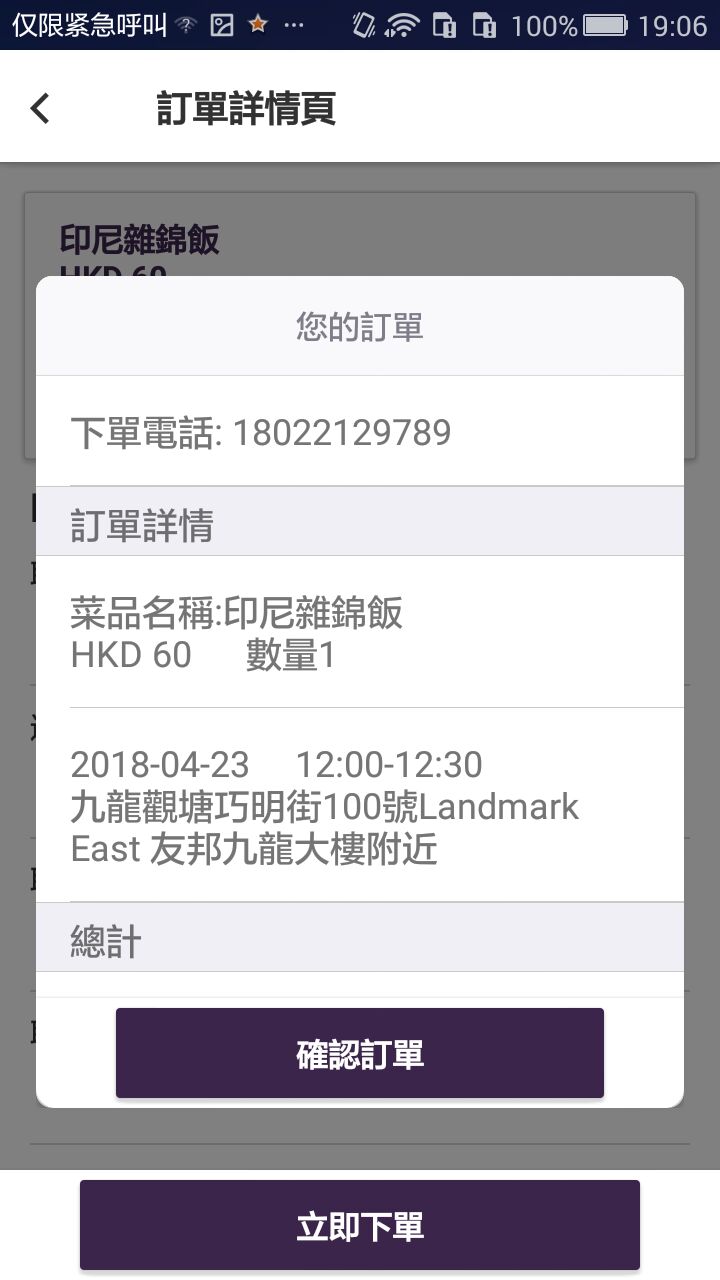 仅限紧急呼叫 ... 100% 19:06
訂單詳情頁
印尼雜錦飯
HKD 60
您的訂單
下單電話: 18022129789
訂單詳情
菜品名稱:印尼雜錦飯
HKD 60 數量1
2018-04-23 12:00-12:30
九龍觀塘巧明街100號Landmark
East 友邦九龍大樓附近
總計
確認訂單
立即下單